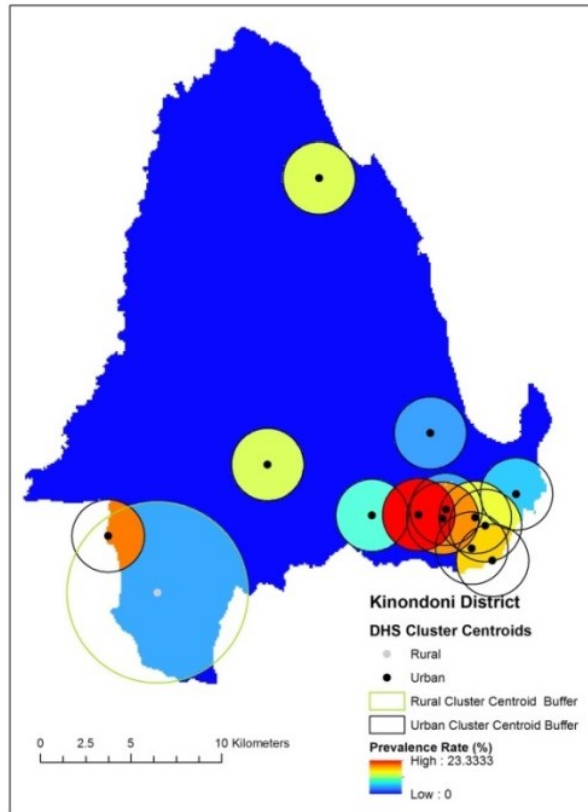 Kinondoni District
DHS Cluster Centroids
Rural
Urban
Rural Cluster Centroid Buffer
Urban Cluster Centroid Buffer
Prevalence Rate (%)
High : 23.3333
Low : 0
0 2.5 5 10 Kilometers